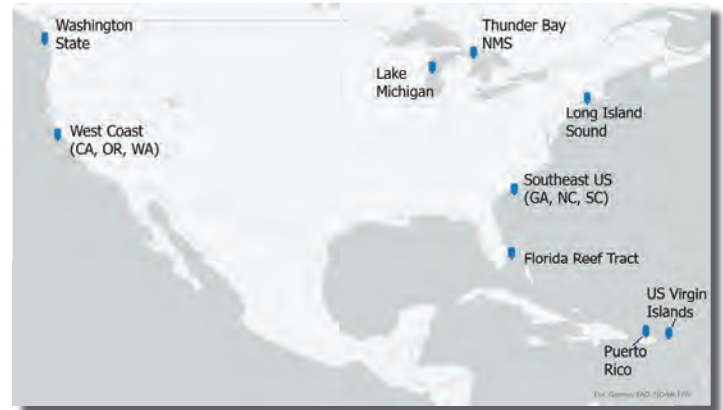 Washington
State
Thunder Bay
NMS
Lake
Michigan
West Coast
(CA, OR, WA)
Long Island
Sound
Southeast US
(GA, NC, SC)
Florida Reef Tract
US Virgin
Islands
Puerto
Rico